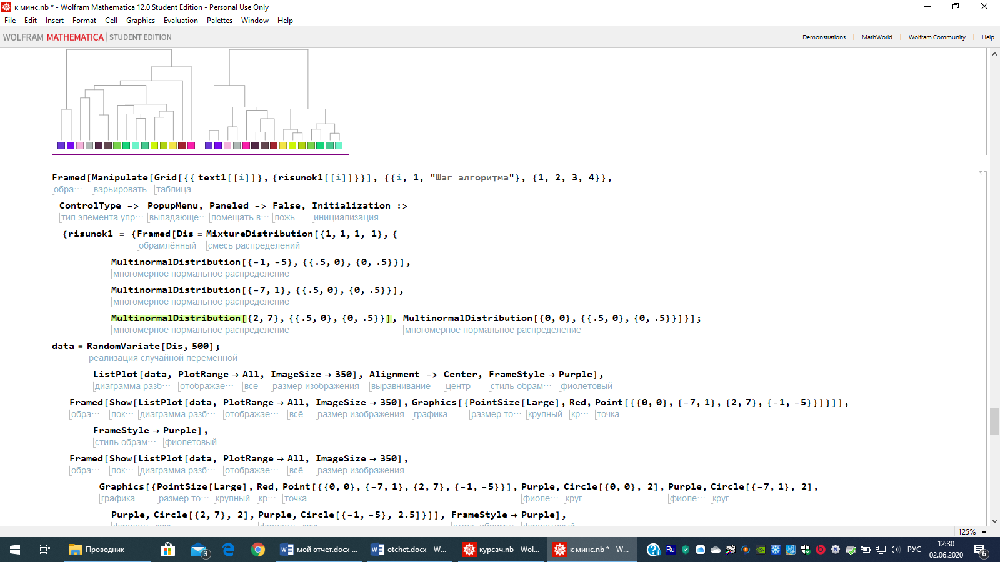 к минс.nb * - Wolfram Mathematica 12.0 Student Edition - Personal Use Only
File Edit Insert Format Cell Graphics Evaluation Palettes Window Help
WOLFRAM MATHEMATICA STUDENT EDITION Demonstrations MathWorld Wolfram Community Help
Framed[Manipulate[Grid[{{text1[[i]]}, {risunok1[[i]]}}], {{i, 1, "Шаг алгоритма"}, {1, 2, 3, 4}},
обра⋯ варьировать таблица
ControlType -> PopupMenu, Paneled -> False, Initialization :>
тип элемента упр⋯ выпадающе⋯ помещать в⋯ ложь инициализация
{risunok1 = {Framed[Dis = MixtureDistribution[{1, 1, 1, 1}, {
обрамлённый смесь распределений
MultinormalDistribution[{-1, -5}, {{.5, 0}, {0, .5}}],
многомерное нормальное распределение
MultinormalDistribution[{-7, 1}, {{.5, 0}, {0, .5}}],
многомерное нормальное распределение
MultinormalDistribution[{2, 7}, {{.5, 0}, {0, .5}}], MultinormalDistribution[{0, 0}, {{.5, 0}, {0, .5}}]}];
многомерное нормальное распределение многомерное нормальное распределение
data = RandomVariate[Dis, 500];
реализация случайной переменной
ListPlot[data, PlotRange → All, ImageSize → 350], Alignment -> Center, FrameStyle → Purple],
диаграмма разб⋯ отображае⋯ всё размер изображения выравнивание центр стиль обрам⋯ фиолетовый
Framed[Show[ListPlot[data, PlotRange → All, ImageSize → 350], Graphics[{PointSize[Large], Red, Point[{{0, 0}, {-7, 1}, {2, 7}, {-1, -5}}]}]],
обра⋯ пок⋯ диаграмма разб⋯ отображае⋯ всё размер изображения графика размер то⋯ крупный кр⋯ точка
FrameStyle → Purple],
стиль обрам⋯ фиолетовый
Framed[Show[ListPlot[data, PlotRange → All, ImageSize → 350],
обра⋯ пок⋯ диаграмма разб⋯ отображае⋯ всё размер изображения
Graphics[{PointSize[Large], Red, Point[{{0, 0}, {-7, 1}, {2, 7}, {-1, -5}}], Purple, Circle[{0, 0}, 2], Purple, Circle[{-7, 1}, 2],
графика размер то⋯ крупный кр⋯ точка фиоле⋯ круг фиоле⋯ круг
Purple, Circle[{2, 7}, 2], Purple, Circle[{-1, -5}, 2.5]}]], FrameStyle → Purple],
125%
Проводник 3 мой отчет.docx ... otchet.docx - W... курсач.nb - Wol... к минс.nb * - W... Ru РУС 12:30 6
02.06.2020